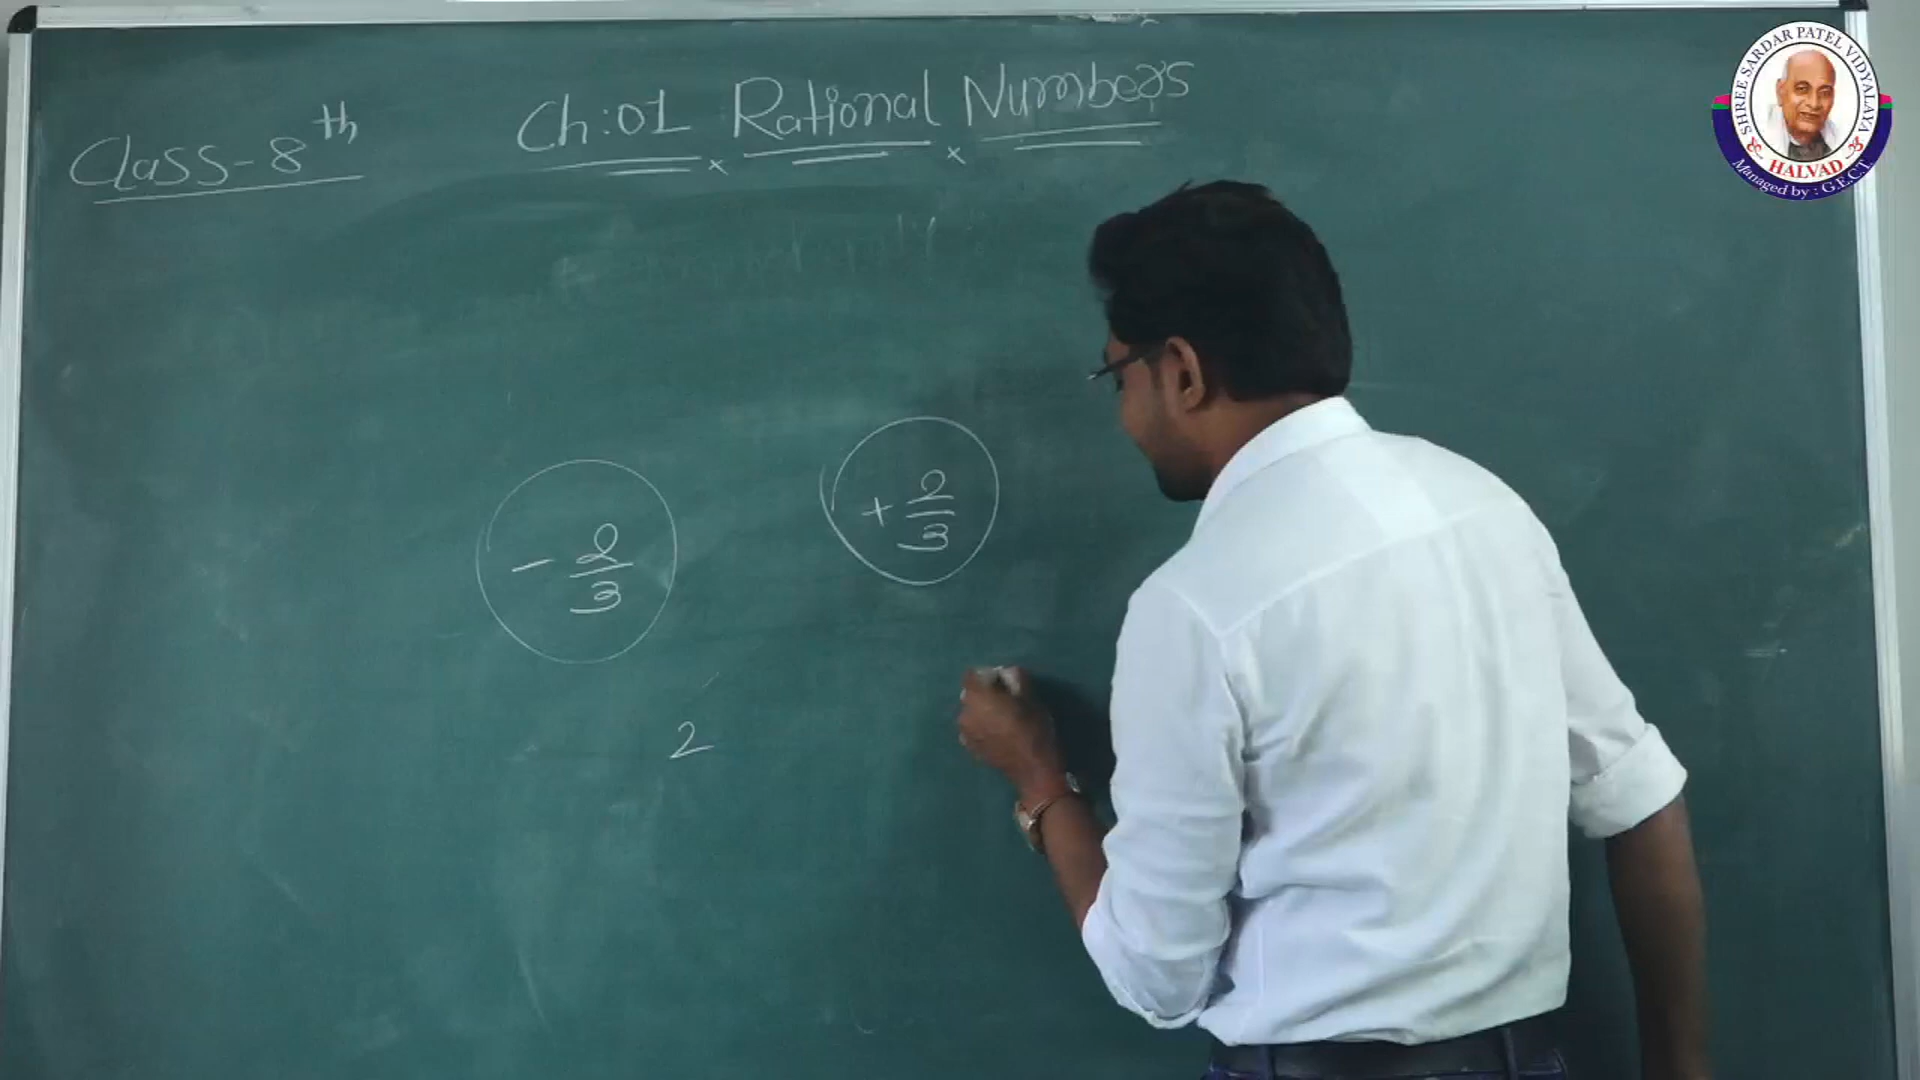 Class-8th
Ch:01 Rational Numbers
- 2/3
+ 2/3
2
SHREE SARDAR PATEL VIDYALAYA
HALVAD
Managed by : G.E.C.T.